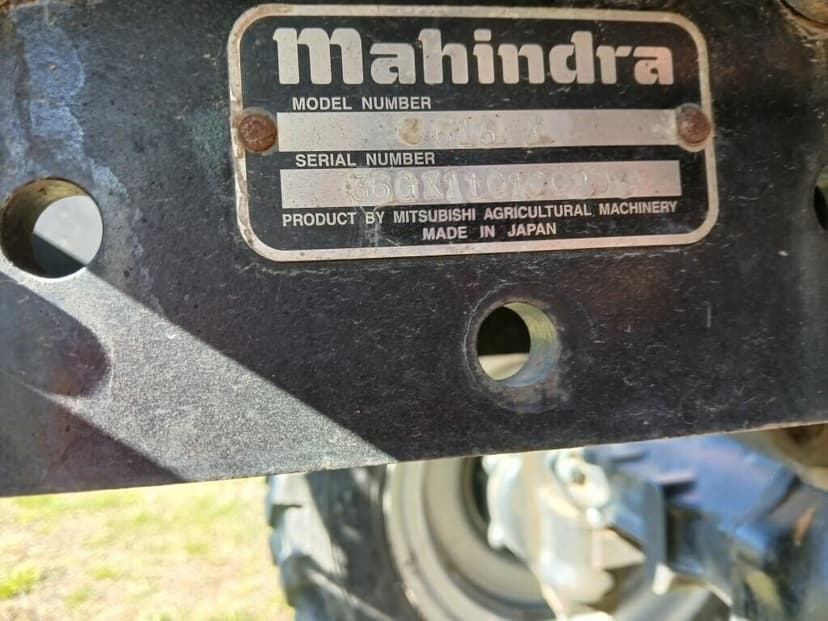 mahindra
MODEL NUMBER
SERIAL NUMBER
PRODUCT BY MITSUBISHI AGRICULTURAL MACHINERY
MADE IN JAPAN